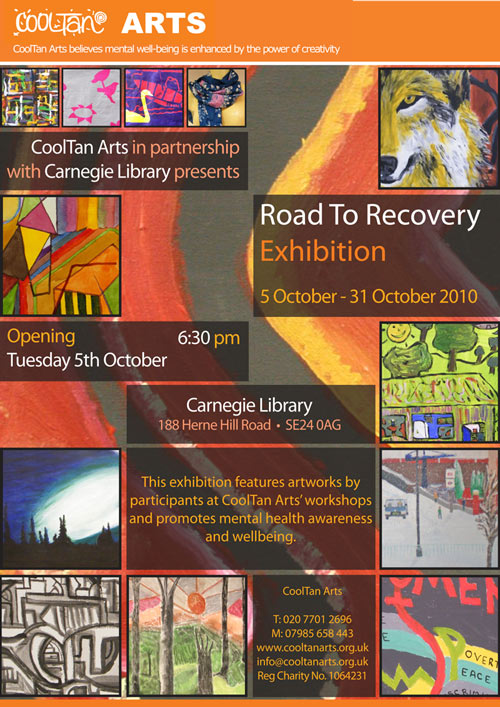 COOLTAN ARTS
CoolTan Arts believes mental well-being is enhanced by the power of creativity
CoolTan Arts in partnership
with Carnegie Library presents
Road To Recovery
Exhibition
5 October - 31 October 2010
Opening 6:30 pm
Tuesday 5th October
Carnegie Library
188 Herne Hill Road • SE24 0AG
This exhibition features artworks by
participants at CoolTan Arts' workshops
and promotes mental health awareness
and wellbeing.
CoolTan Arts
T: 020 7701 2696
M: 07985 658 443
www.cooltanarts.org.uk
info@cooltanarts.org.uk
Reg Charity No. 1064231
OMEN
POVERT
PEACE
SCRIMI